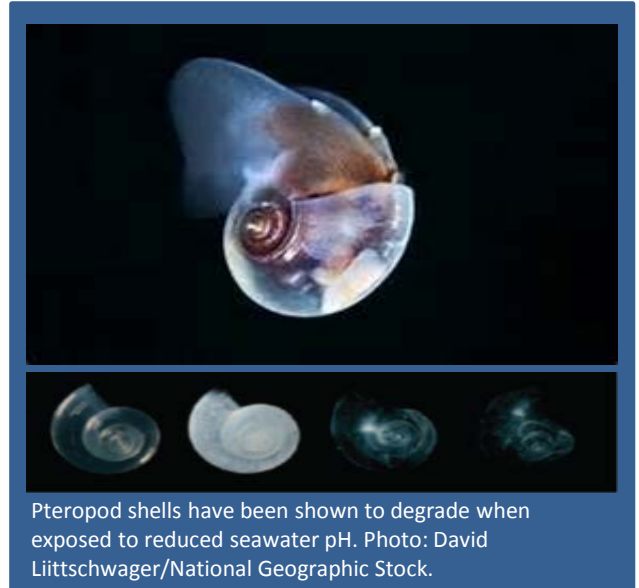 Pteropod shells have been shown to degrade when
exposed to reduced seawater pH. Photo: David
Liittschwager/National Geographic Stock.